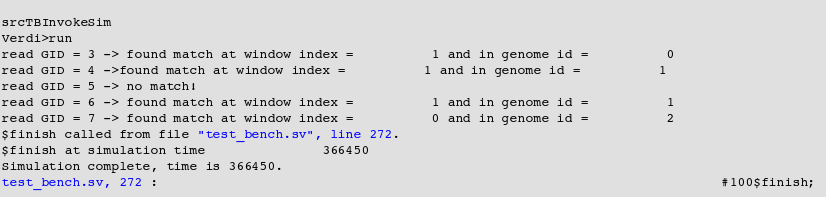 srcTBInvokeSim
Verdi>run
read GID = 3 -> found match at window index =          1 and in genome id =          0
read GID = 4 ->found match at window index =          1 and in genome id =          1
read GID = 5 -> no match!
read GID = 6 -> found match at window index =          1 and in genome id =          1
read GID = 7 -> found match at window index =          0 and in genome id =          2
$finish called from file "test_bench.sv", line 272.
$finish at simulation time               366450
Simulation complete, time is 366450.
test_bench.sv, 272 :                                                                        #100$finish;